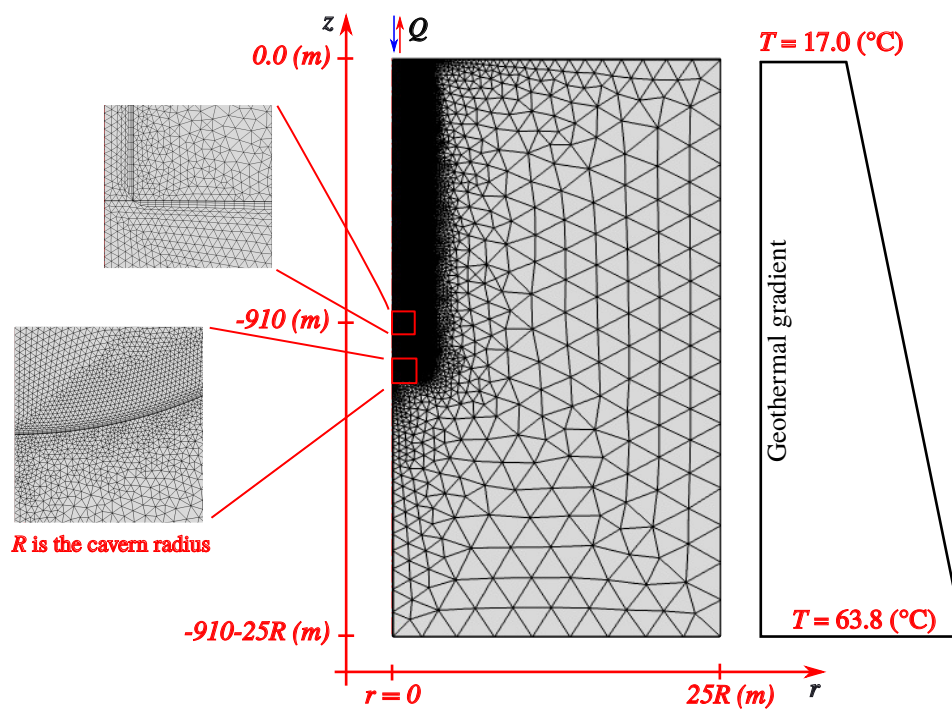 z
Q
T = 17.0 (°C)
0.0 (m)
-910 (m)
Geothermal gradient
R is the cavern radius
T = 63.8 (°C)
-910-25R (m)
r = 0
25R (m)
r